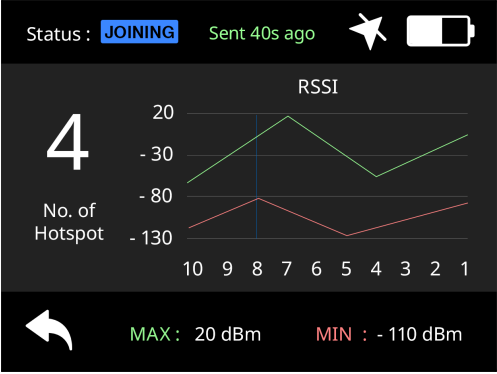 Status : JOINING Sent 40s ago
RSSI
4
No. of
Hotspot
20
- 30
- 80
- 130
10 9 8 7 6 5 4 3 2 1
MAX : 20 dBm MIN : - 110 dBm